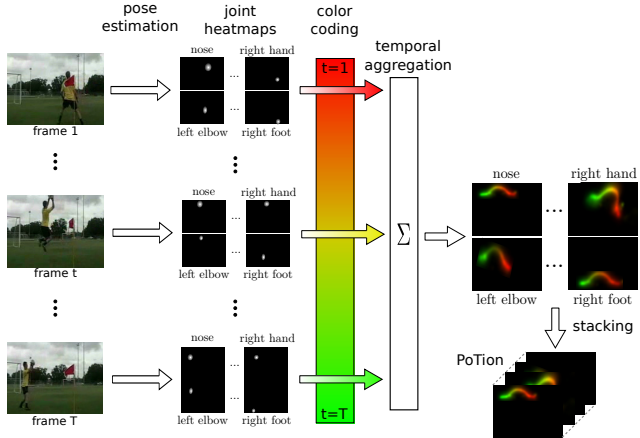 pose
estimation
joint
heatmaps
color
coding
temporal
aggregation
nose
right hand
...
...
left elbow
right foot
frame 1
t=1
nose
right hand
...
...
left elbow
right foot
frame t
Σ
nose
right hand
...
...
left elbow
right foot
nose
right hand
...
...
left elbow
right foot
frame T
t=T
stacking
PoTion